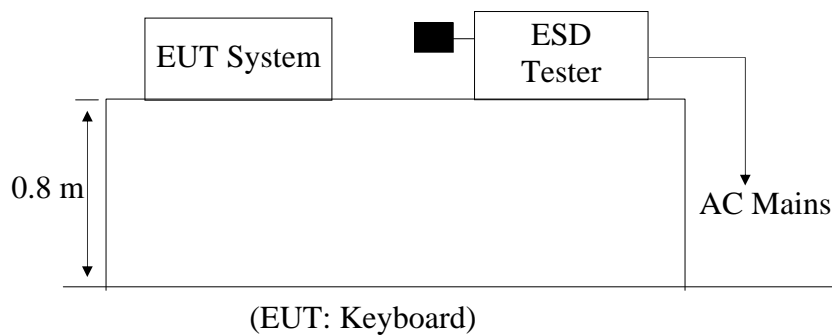 EUT System
ESD
Tester
0.8 m
AC Mains
(EUT: Keyboard)